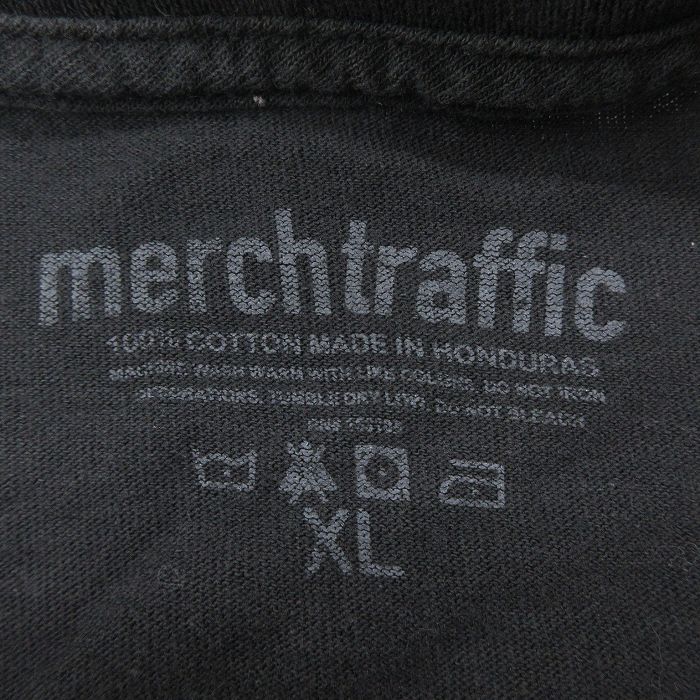 merchtraffic
100% COTTON MADE IN HONDURAS
MACHINE WASH WARM WITH LIKE COLORS, DO NOT IRON
SEPARATIONS, TUMBLE DRY LOW, DO NOT BLEACH
XL